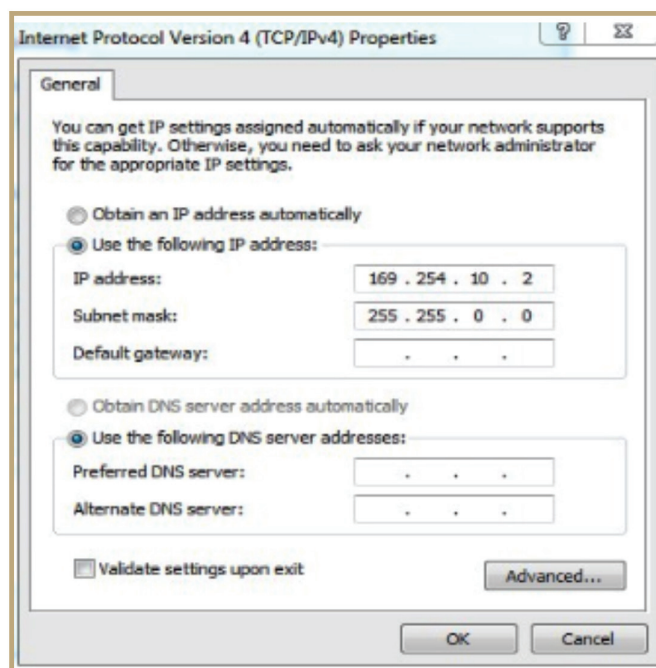 Internet Protocol Version 4 (TCP/IPv4) Properties
General
You can get IP settings assigned automatically if your network supports
this capability. Otherwise, you need to ask your network administrator
for the appropriate IP settings.
Obtain an IP address automatically
Use the following IP address:
IP address: 169 . 254 . 10 . 2
Subnet mask: 255 . 255 . 0 . 0
Default gateway: . . .
Obtain DNS server address automatically
Use the following DNS server addresses:
Preferred DNS server: . . .
Alternate DNS server: . . .
Validate settings upon exit
Advanced...
OK Cancel